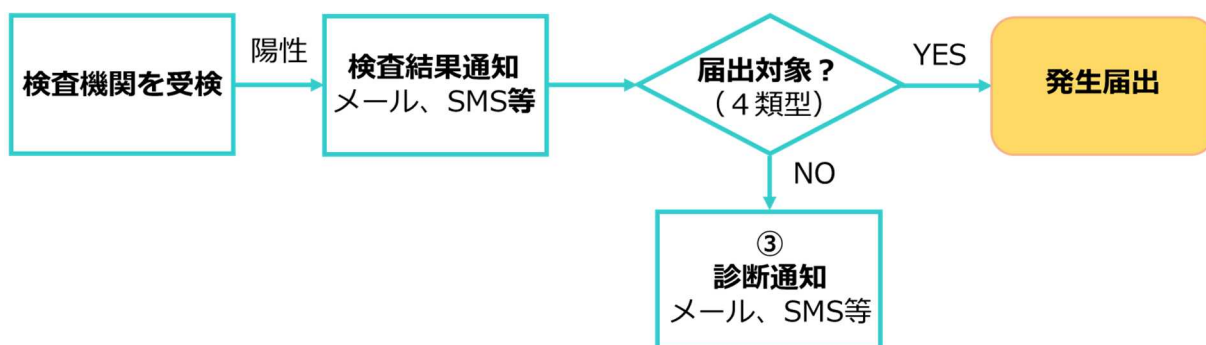 検査機関を受検
陽性
検査結果通知
メール、SMS等
届出対象？
（４類型）
YES
発生届出
NO
③
診断通知
メール、SMS等